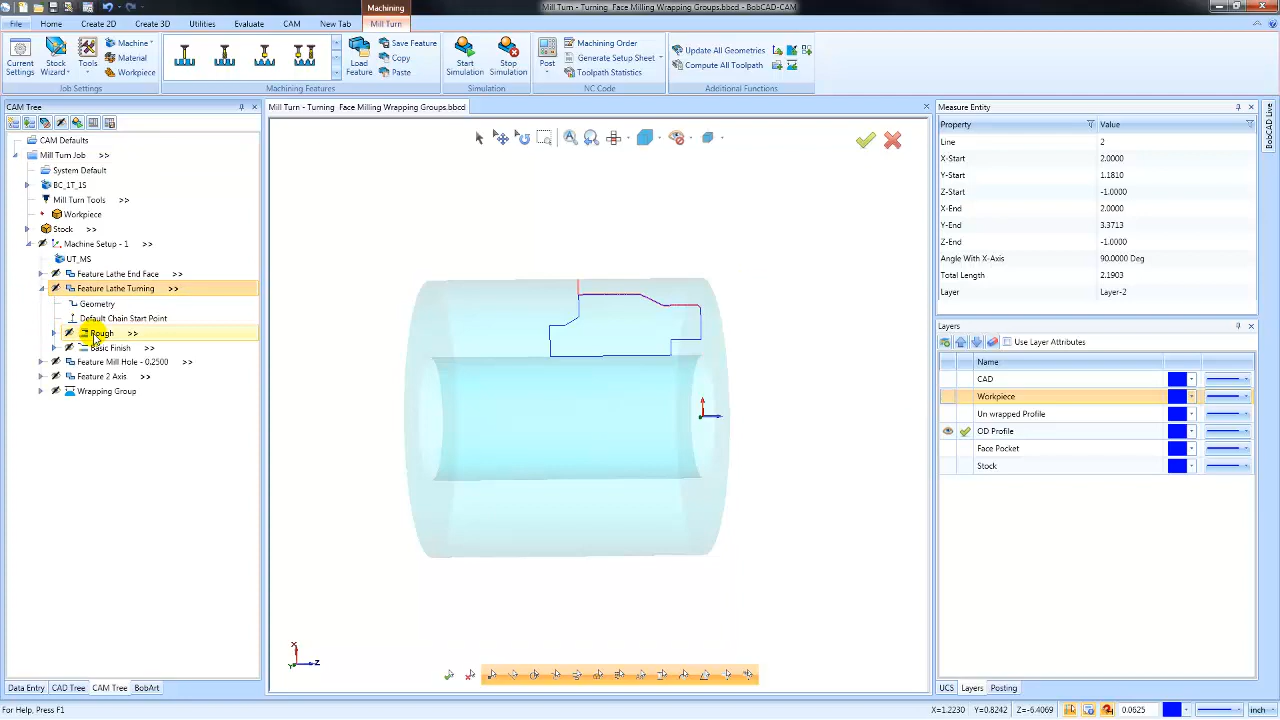 Machining
Mill Turn - Turning Face Milling Wrapping Groups.bbcd - BobCAD-CAM
File Home Create 2D Create 3D Utilities Evaluate CAM New Tab Mill Turn
Current Settings
Stock Wizard
Tools
Machine
Material
Workpiece
Job Settings
Load Feature
Save Feature
Copy
Paste
Machining Features
Start Simulation
Stop Simulation
Simulation
Post
Machining Order
Generate Setup Sheet
Toolpath Statistics
NC Code
Update All Geometries
Compute All Toolpath
Additional Functions
CAM Tree
CAM Defaults
Mill Turn Job >>
System Default
BC_1T_1S
Mill Turn Tools >>
Workpiece
Stock >>
Machine Setup - 1 >>
UT_MS
Feature Lathe End Face >>
Feature Lathe Turning >>
Geometry
Default Chain Start Point
Rough >>
Basic Finish >>
Feature Mill Hole - 0.2500 >>
Feature 2 Axis >>
Wrapping Group
Data Entry CAD Tree CAM Tree BobArt
Mill Turn - Turning Face Milling Wrapping Groups.bbcd
X
Y Z
Measure Entity
Property Value
Line 2
X-Start 2.0000
Y-Start 1.1810
Z-Start -1.0000
X-End 2.0000
Y-End 3.3713
Z-End -1.0000
Angle With X-Axis 90.0000 Deg
Total Length 2.1903
Layer Layer-2
Layers
Use Layer Attributes
Name
CAD
Workpiece
Un wrapped Profile
OD Profile
Face Pocket
Stock
UCS Layers Posting
BobCAD Live
For Help, Press F1
X=1.2230 Y=0.8242 Z=-6.4069 0.0625 inch